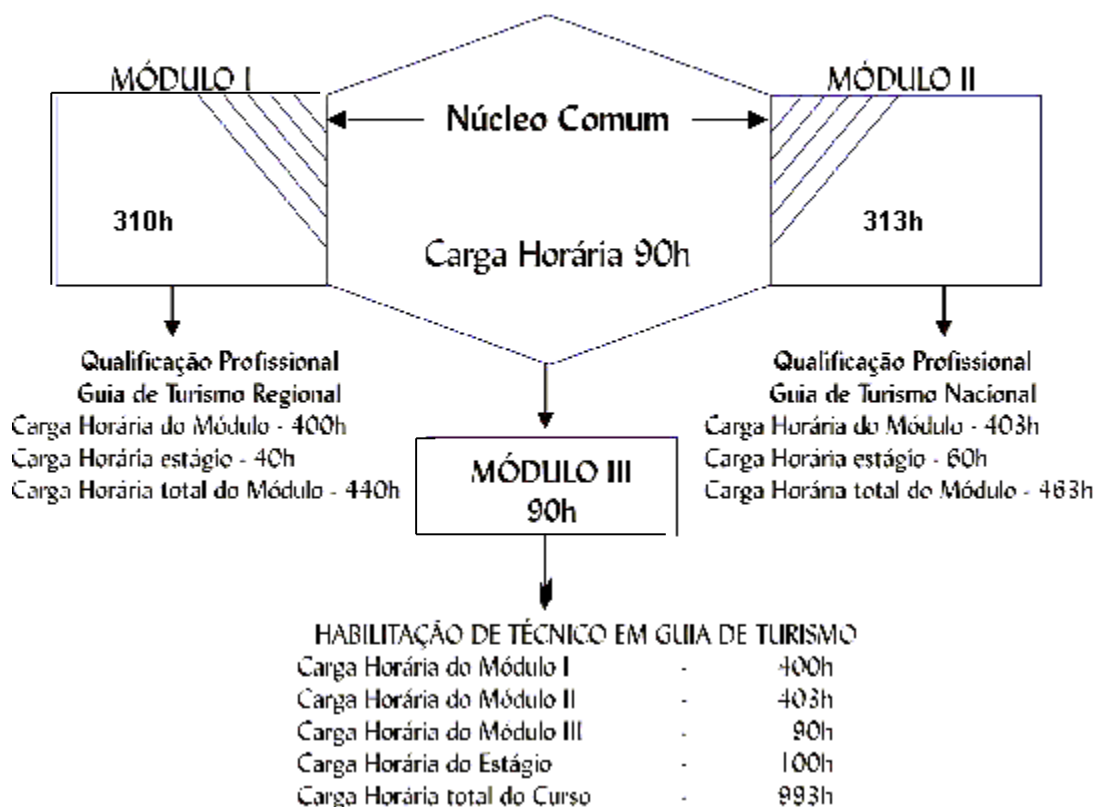 MÓDULO I
MÓDULO II
Núcleo Comum
310h
313h
Carga Horária 90h
Qualificação Profissional
Guia de Turismo Regional
Carga Horária do Módulo - 400h
Carga Horária estágio - 40h
Carga Horária total do Módulo - 440h
Qualificação Profissional
Guia de Turismo Nacional
Carga Horária do Módulo - 403h
Carga Horária estágio - 60h
Carga Horária total do Módulo - 463h
MÓDULO III
90h
HABILITAÇÃO DE TÉCNICO EM GUIA DE TURISMO
Carga Horária do Módulo I - 400h
Carga Horária do Módulo II - 403h
Carga Horária do Módulo III - 90h
Carga Horária do Estágio - 100h
Carga Horária total do Curso - 993h